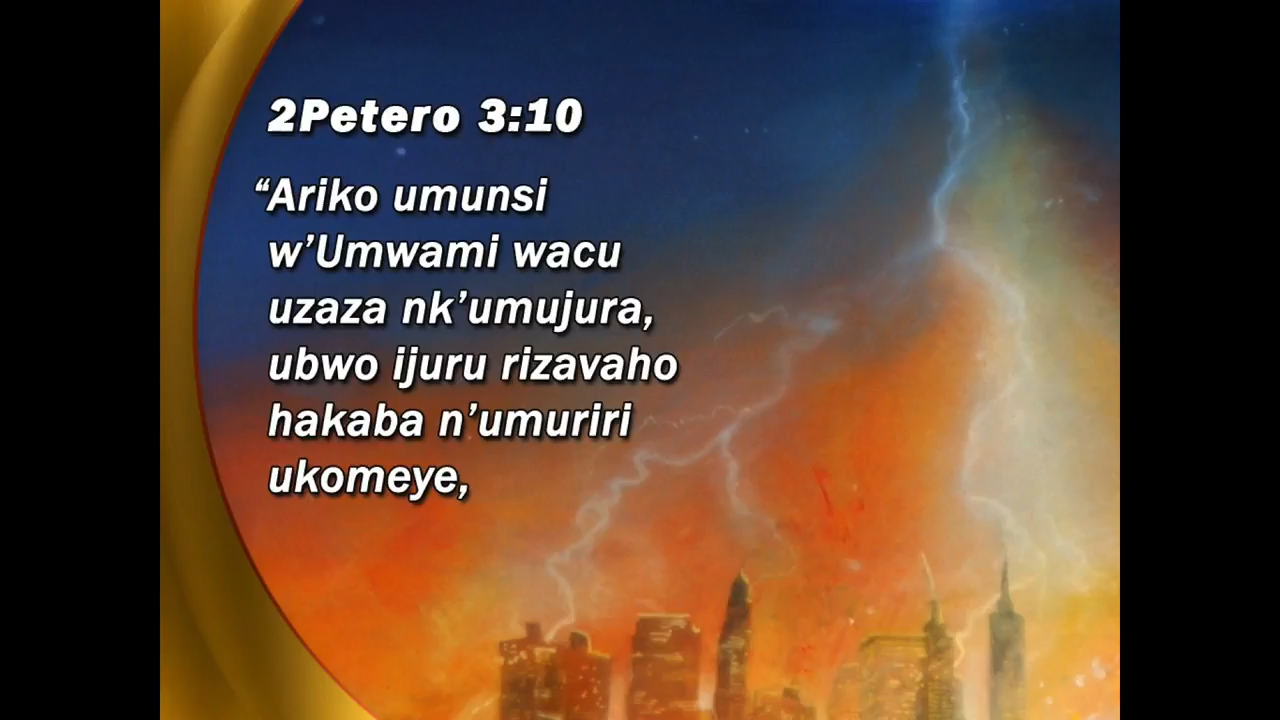 2Petero 3:10
“Ariko umunsi
w’Umwami wacu
uzaza nk’umujura,
ubwo ijuru rizavaho
hakaba n’umuriri
ukomeye,